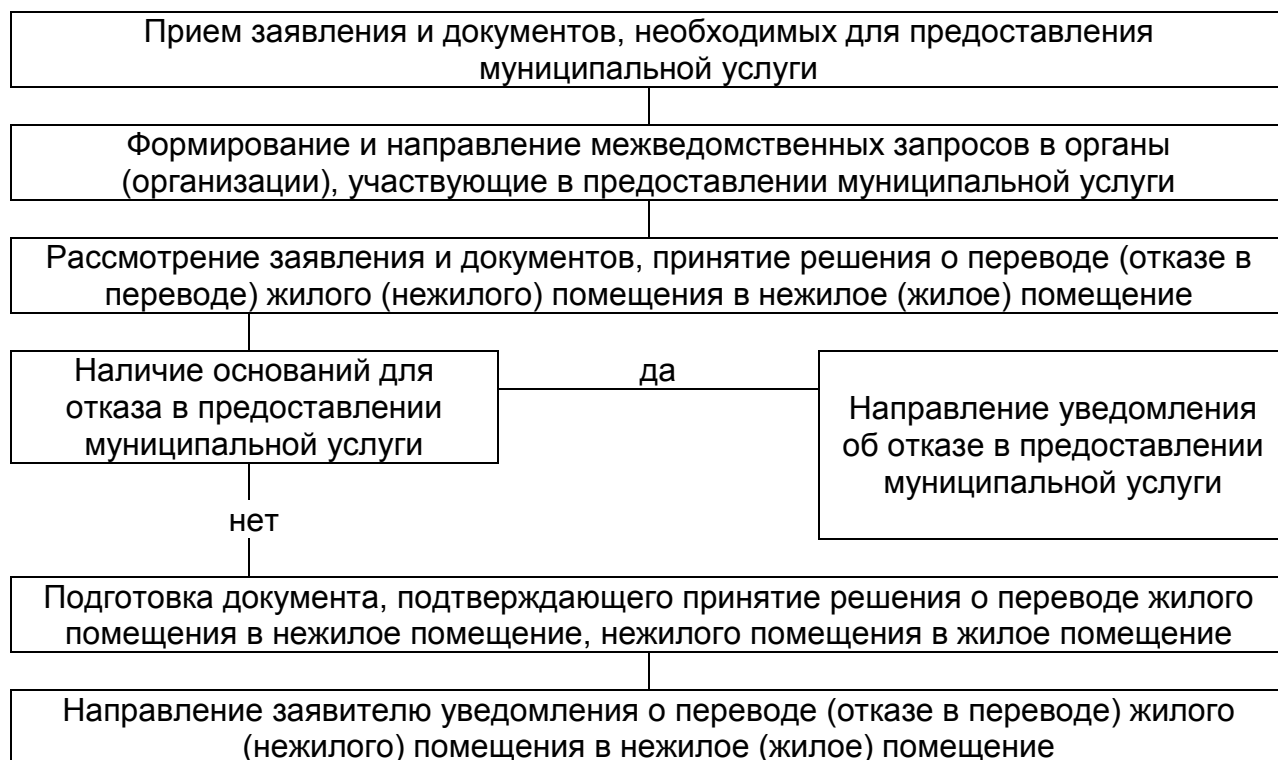 Прием заявления и документов, необходимых для предоставления
муниципальной услуги
Формирование и направление межведомственных запросов в органы
(организации), участвующие в предоставлении муниципальной услуги
Рассмотрение заявления и документов, принятие решения о переводе (отказе в
переводе) жилого (нежилого) помещения в нежилое (жилое) помещение
Наличие оснований для
отказа в предоставлении
муниципальной услуги
да
Направление уведомления
об отказе в предоставлении
муниципальной услуги
нет
Подготовка документа, подтверждающего принятие решения о переводе жилого
помещения в нежилое помещение, нежилого помещения в жилое помещение
Направление заявителю уведомления о переводе (отказе в переводе) жилого
(нежилого) помещения в нежилое (жилое) помещение